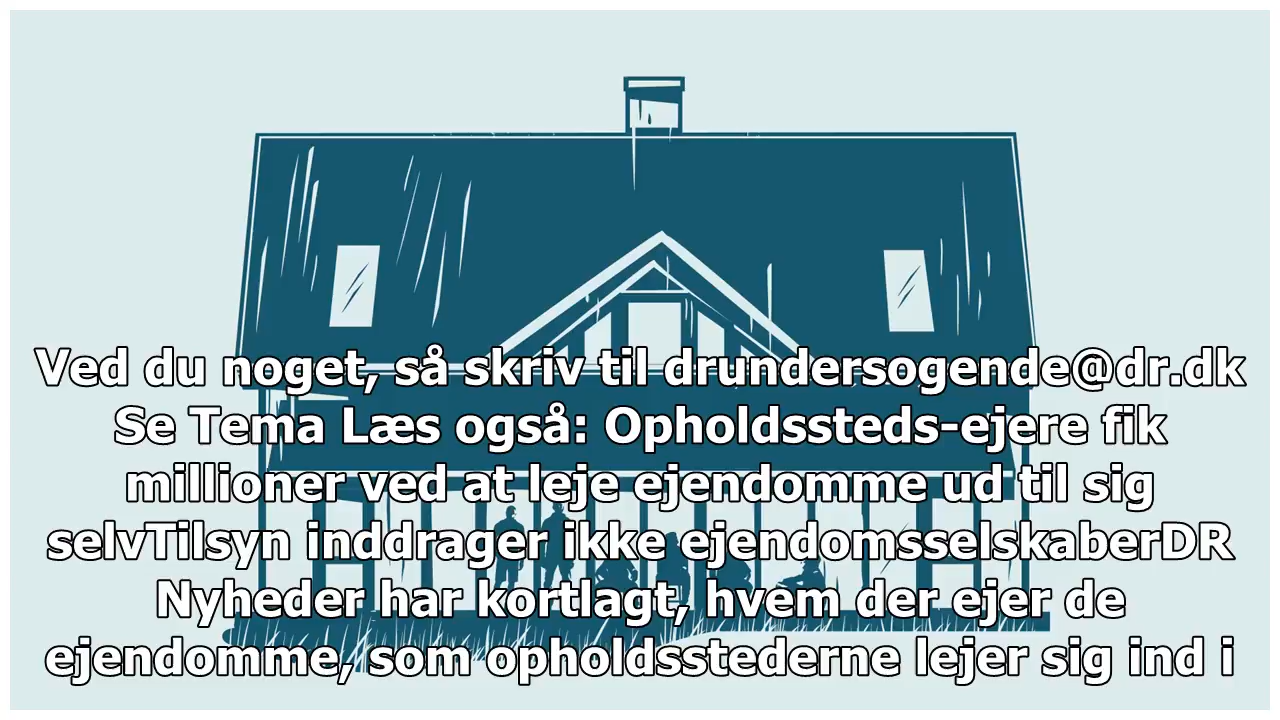 Ved du noget, så skriv til drundersogende@dr.dk
Se Tema Læs også: Opholdssteds-ejere fik
millioner ved at leje ejendomme ud til sig
selvTilsyn inddrager ikke ejendomsselskaberDR
Nyheder har kortlagt, hvem der ejer de
ejendomme, som opholdsstederne lejer sig ind i